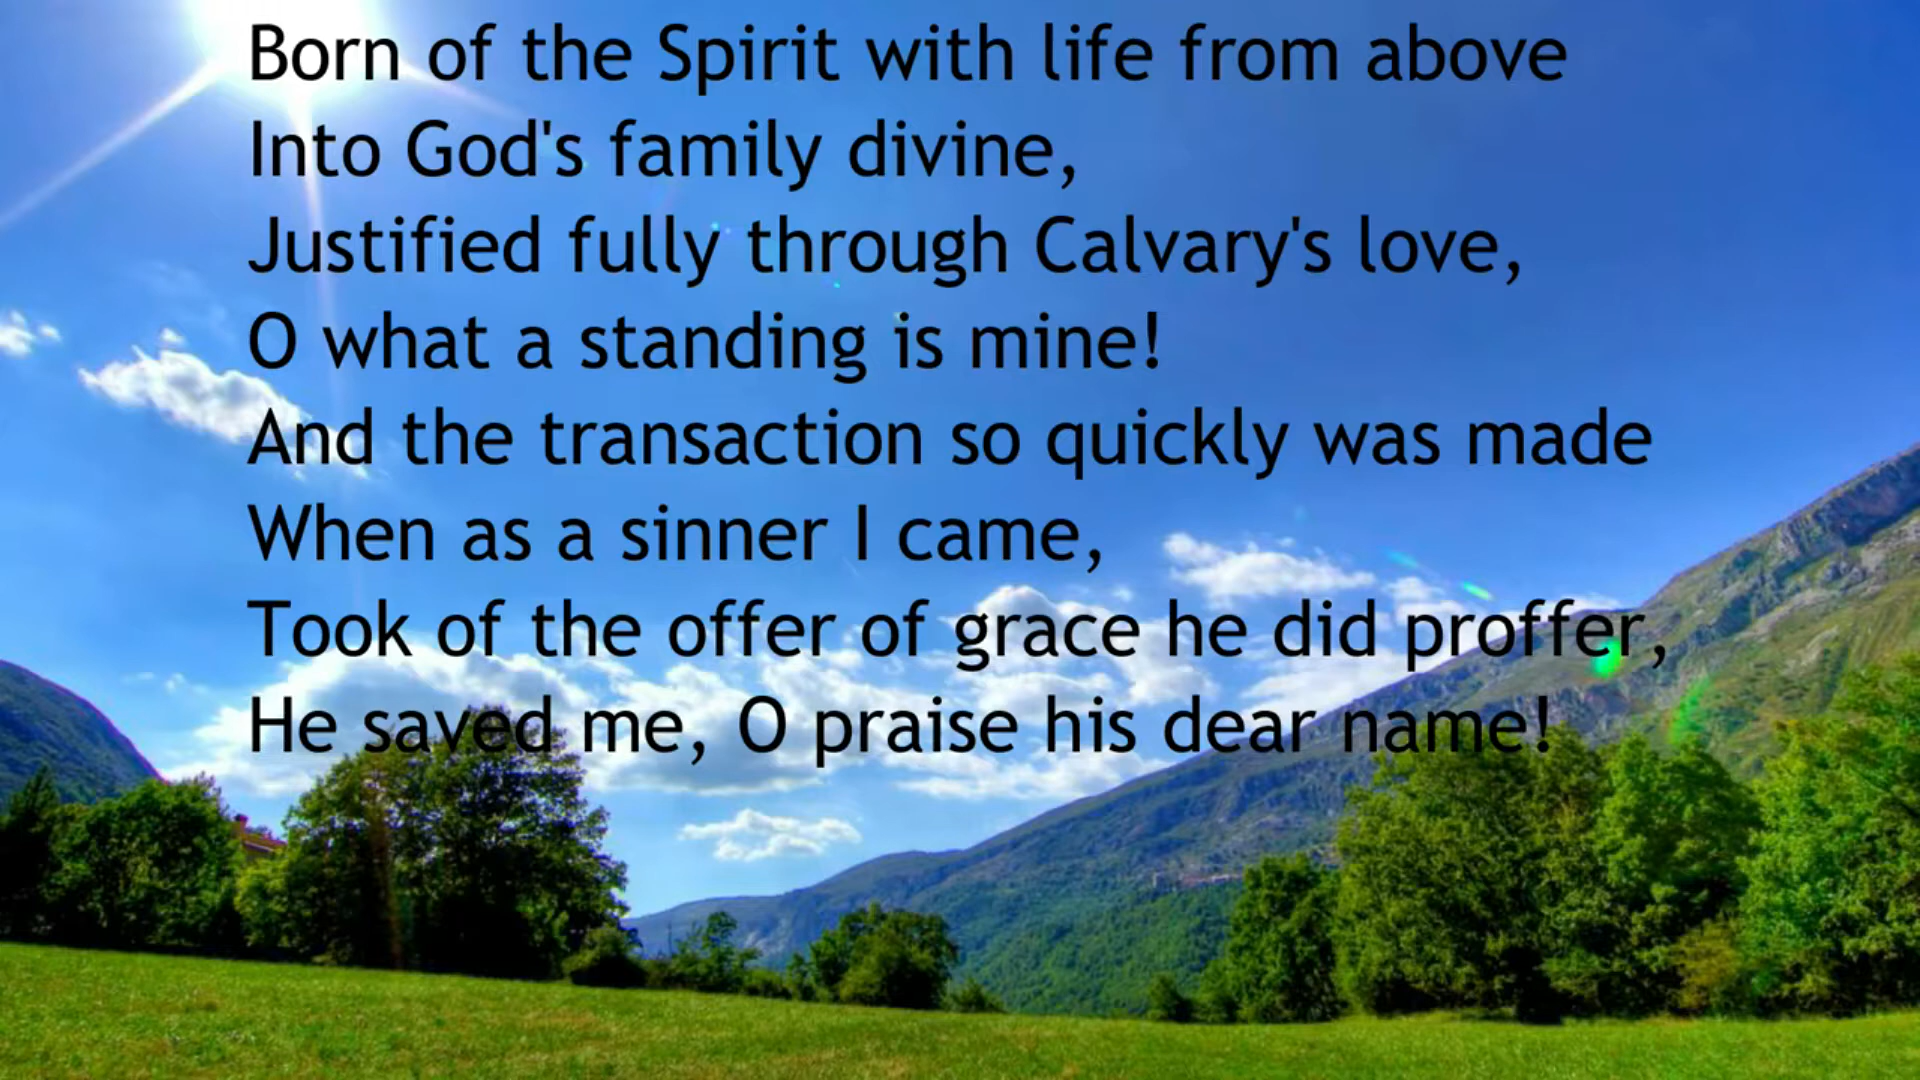 Born of the Spirit with life from above
Into God's family divine,
Justified fully through Calvary's love,
O what a standing is mine!
And the transaction so quickly was made
When as a sinner I came,
Took of the offer of grace he did proffer,
He saved me, O praise his dear name!